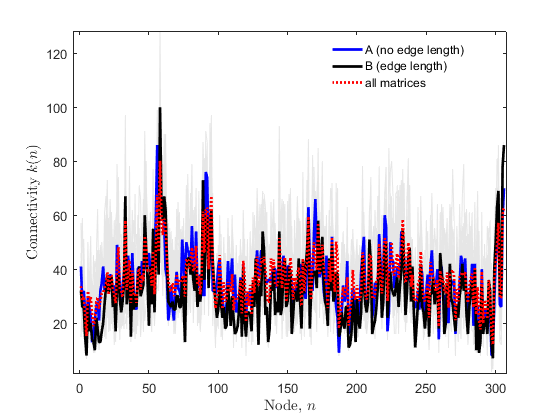 120
100
80
60
40
20
Connectivity k(n)
A (no edge length)
B (edge length)
all matrices
0 50 100 150 200 250 300
Node, n